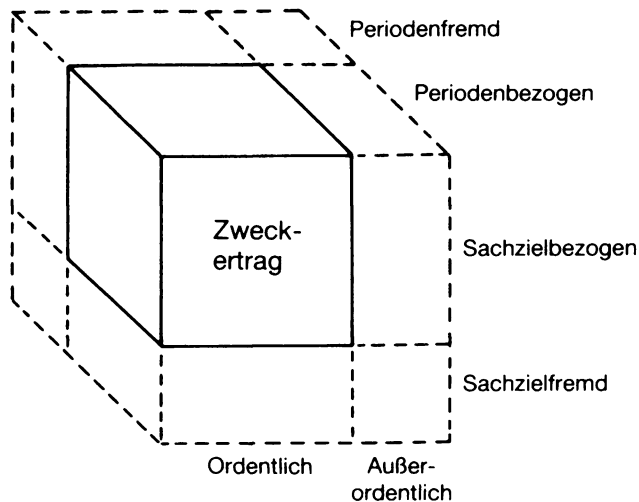 Periodenfremd
Periodenbezogen
Zweck-
ertrag
Sachzielbezogen
Sachzielfremd
Ordentlich
Außer-
ordentlich